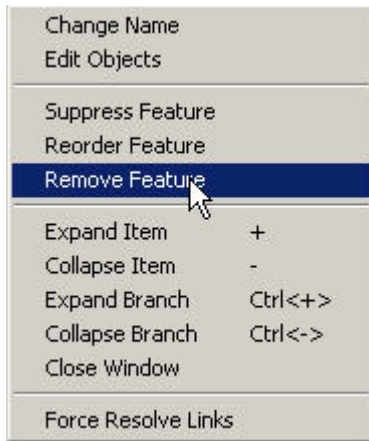 Change Name
Edit Objects
Suppress Feature
Reorder Feature
Remove Feature
Expand Item +
Collapse Item -
Expand Branch Ctrl<+>
Collapse Branch Ctrl<->
Close Window
Force Resolve Links